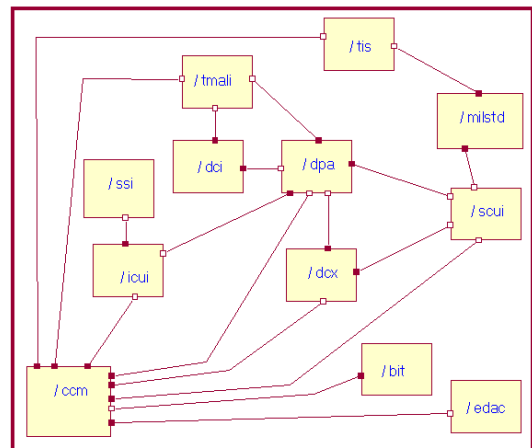 / tis
/ tmali
/ milstd
/ dci
/ dpa
/ ssi
/ scui
/ icui
/ dcx
/ bit
/ ccm
/ edac